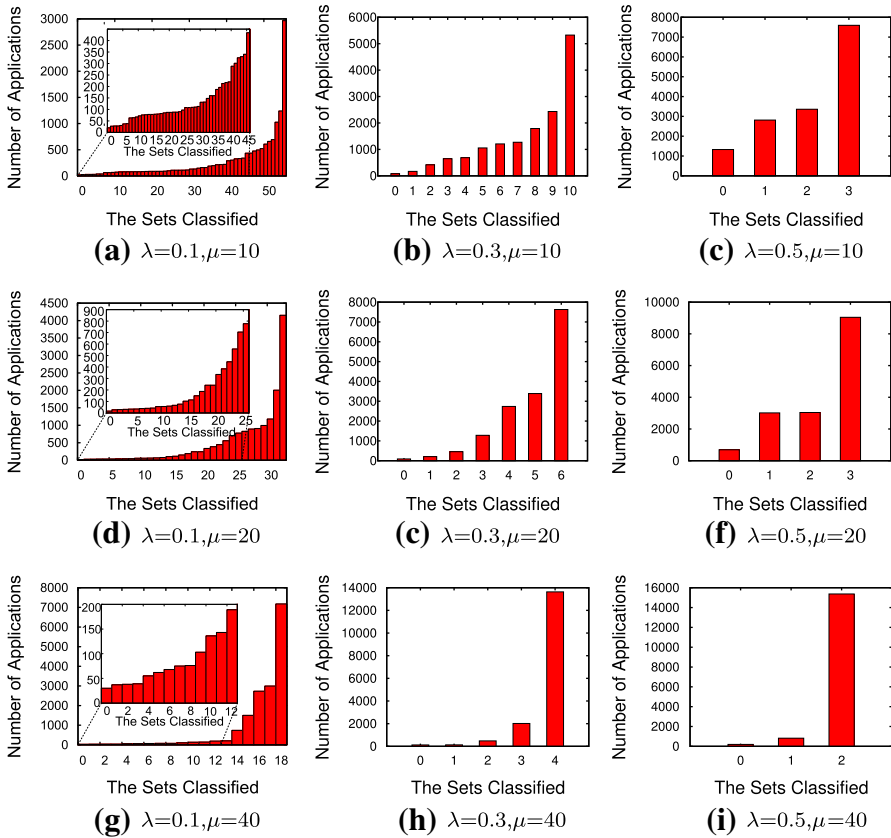 3000
2500
2000
1500
1000
500
0
Number of Applications
400
350
300
250
200
150
100
50
0
0 5 10 15 20 25 30 35 40 45
The Sets Classified
0 10 20 30 40 50
The Sets Classified
(a) λ=0.1,μ=10
6000
5000
4000
3000
2000
1000
0
Number of Applications
0 1 2 3 4 5 6 7 8 9 10
The Sets Classified
(b) λ=0.3,μ=10
8000
7000
6000
5000
4000
3000
2000
1000
0
Number of Applications
0 1 2 3
The Sets Classified
(c) λ=0.5,μ=10
4500
4000
3500
3000
2500
2000
1500
1000
500
0
Number of Applications
900
800
700
600
500
400
300
200
100
0
0 5 10 15 20 25
The Sets Classified
0 5 10 15 20 25 30
The Sets Classified
(d) λ=0.1,μ=20
8000
7000
6000
5000
4000
3000
2000
1000
0
Number of Applications
0 1 2 3 4 5 6
The Sets Classified
(c) λ=0.3,μ=20
10000
8000
6000
4000
2000
0
Number of Applications
0 1 2 3
The Sets Classified
(f) λ=0.5,μ=20
8000
7000
6000
5000
4000
3000
2000
1000
0
Number of Applications
200
150
100
50
0
0 2 4 6 8 10 12
The Sets Classified
0 2 4 6 8 10 12 14 16 18
The Sets Classified
(g) λ=0.1,μ=40
14000
12000
10000
8000
6000
4000
2000
0
Number of Applications
0 1 2 3 4
The Sets Classified
(h) λ=0.3,μ=40
16000
14000
12000
10000
8000
6000
4000
2000
0
Number of Applications
0 1 2
The Sets Classified
(i) λ=0.5,μ=40